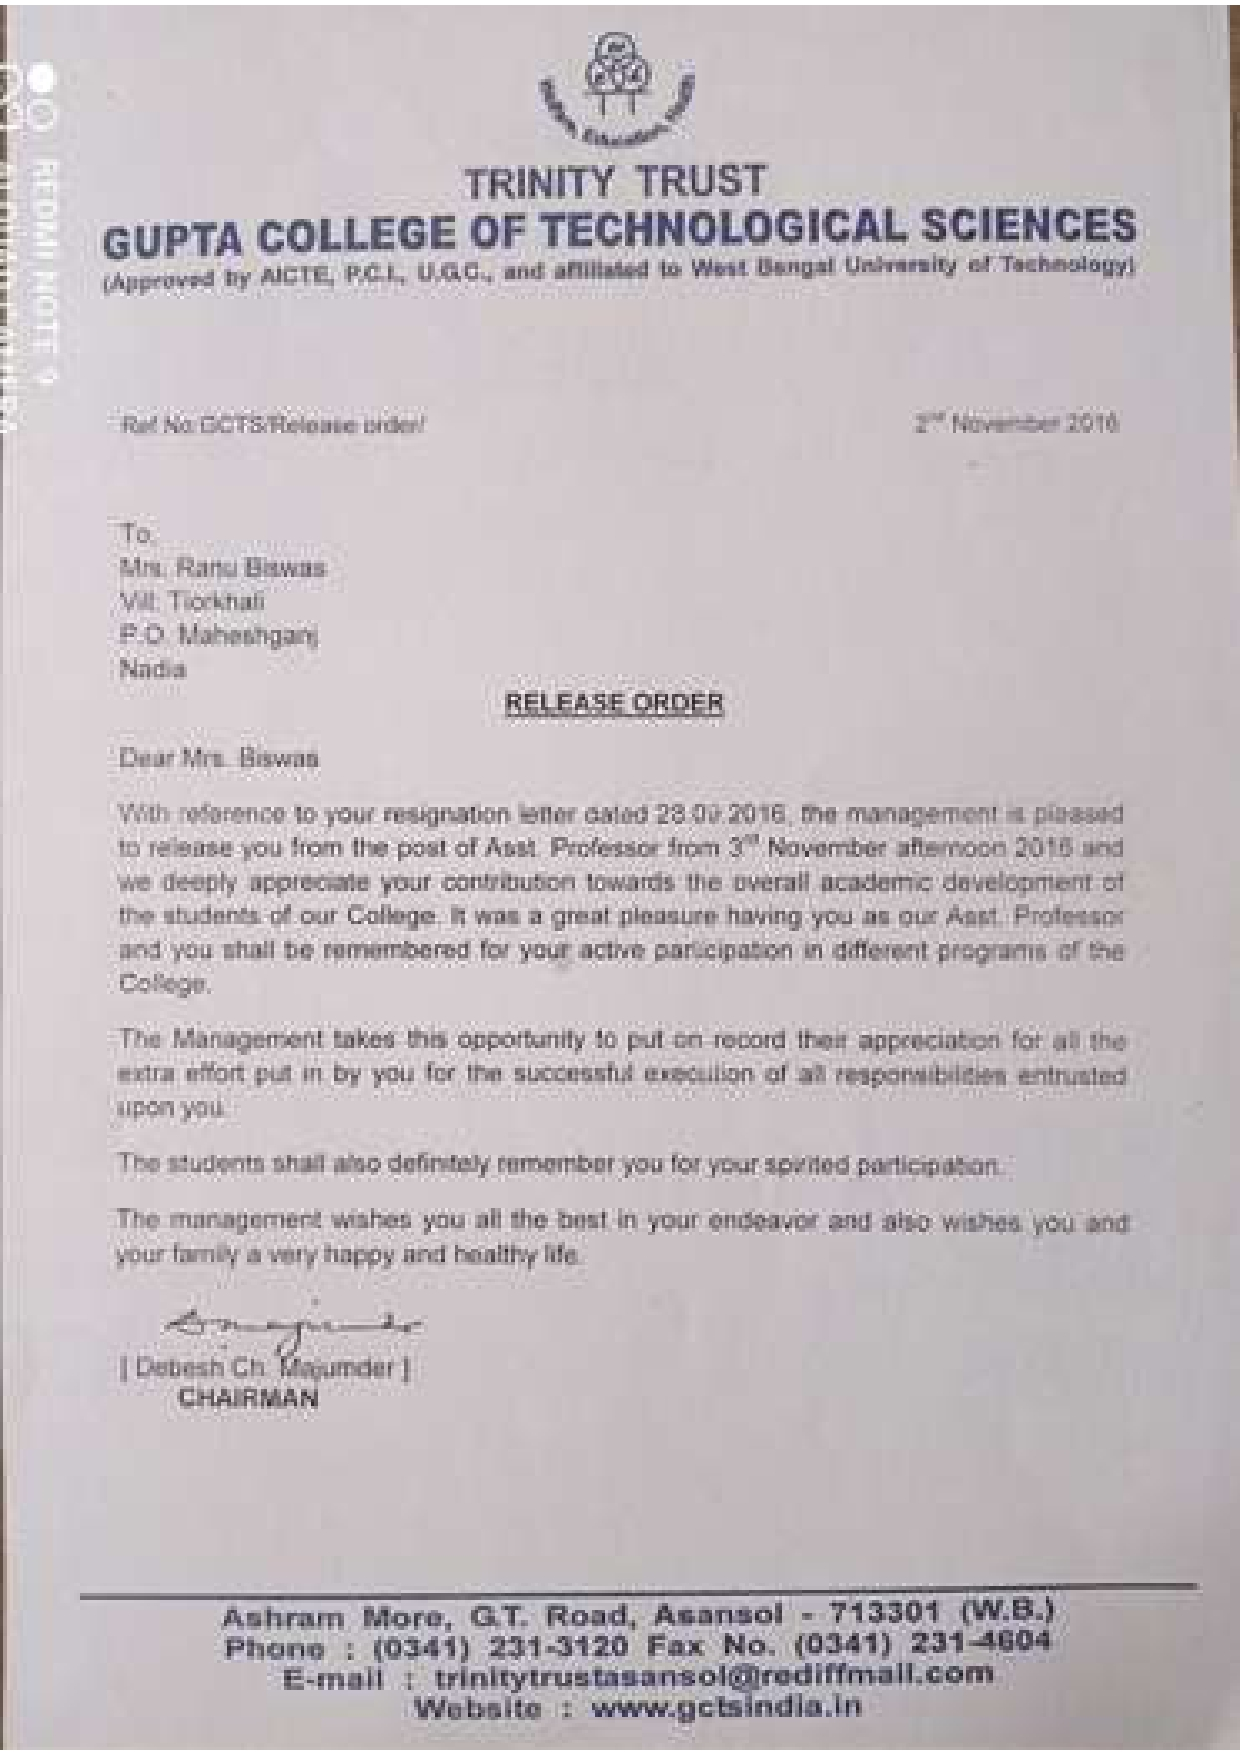 Welfare, Education, Health
TRINITY TRUST
GUPTA COLLEGE OF TECHNOLOGICAL SCIENCES
(Approved by AICTE, P.C.I., U.G.C., and affiliated to West Bengal University of Technology)
REDMI NOTE 9
Ref No:GCTS/Release order/
2nd November 2016
To,
Mrs. Ranu Biswas
Vill: Tiorkhali
P.O. Maheshganj
Nadia
RELEASE ORDER
Dear Mrs. Biswas
With reference to your resignation letter dated 28.09.2016, the management is pleased
to release you from the post of Asst. Professor from 3rd November afternoon 2016 and
we deeply appreciate your contribution towards the overall academic development of
the students of our College. It was a great pleasure having you as our Asst. Professor
and you shall be remembered for your active participation in different programs of the
College.
The Management takes this opportunity to put on record their appreciation for all the
extra effort put in by you for the successful execution of all responsibilities entrusted
upon you.
The students shall also definitely remember you for your spirited participation.
The management wishes you all the best in your endeavor and also wishes you and
your family a very happy and healthy life.
[ Debesh Ch. Majumder ]
CHAIRMAN
Ashram More, G.T. Road, Asansol - 713301 (W.B.)
Phone : (0341) 231-3120 Fax No. (0341) 231-4604
E-mail : trinitytrustasansol@rediffmail.com
Website : www.gctsindia.in